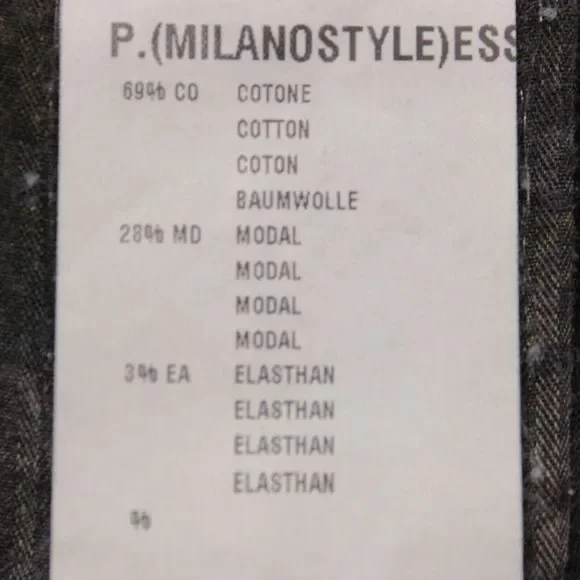 P.(MILANOSTYLE)ESS
69% CO COTONE
COTTON
COTON
BAUMWOLLE
28% MD MODAL
MODAL
MODAL
MODAL
3% EA ELASTHAN
ELASTHAN
ELASTHAN
ELASTHAN
%